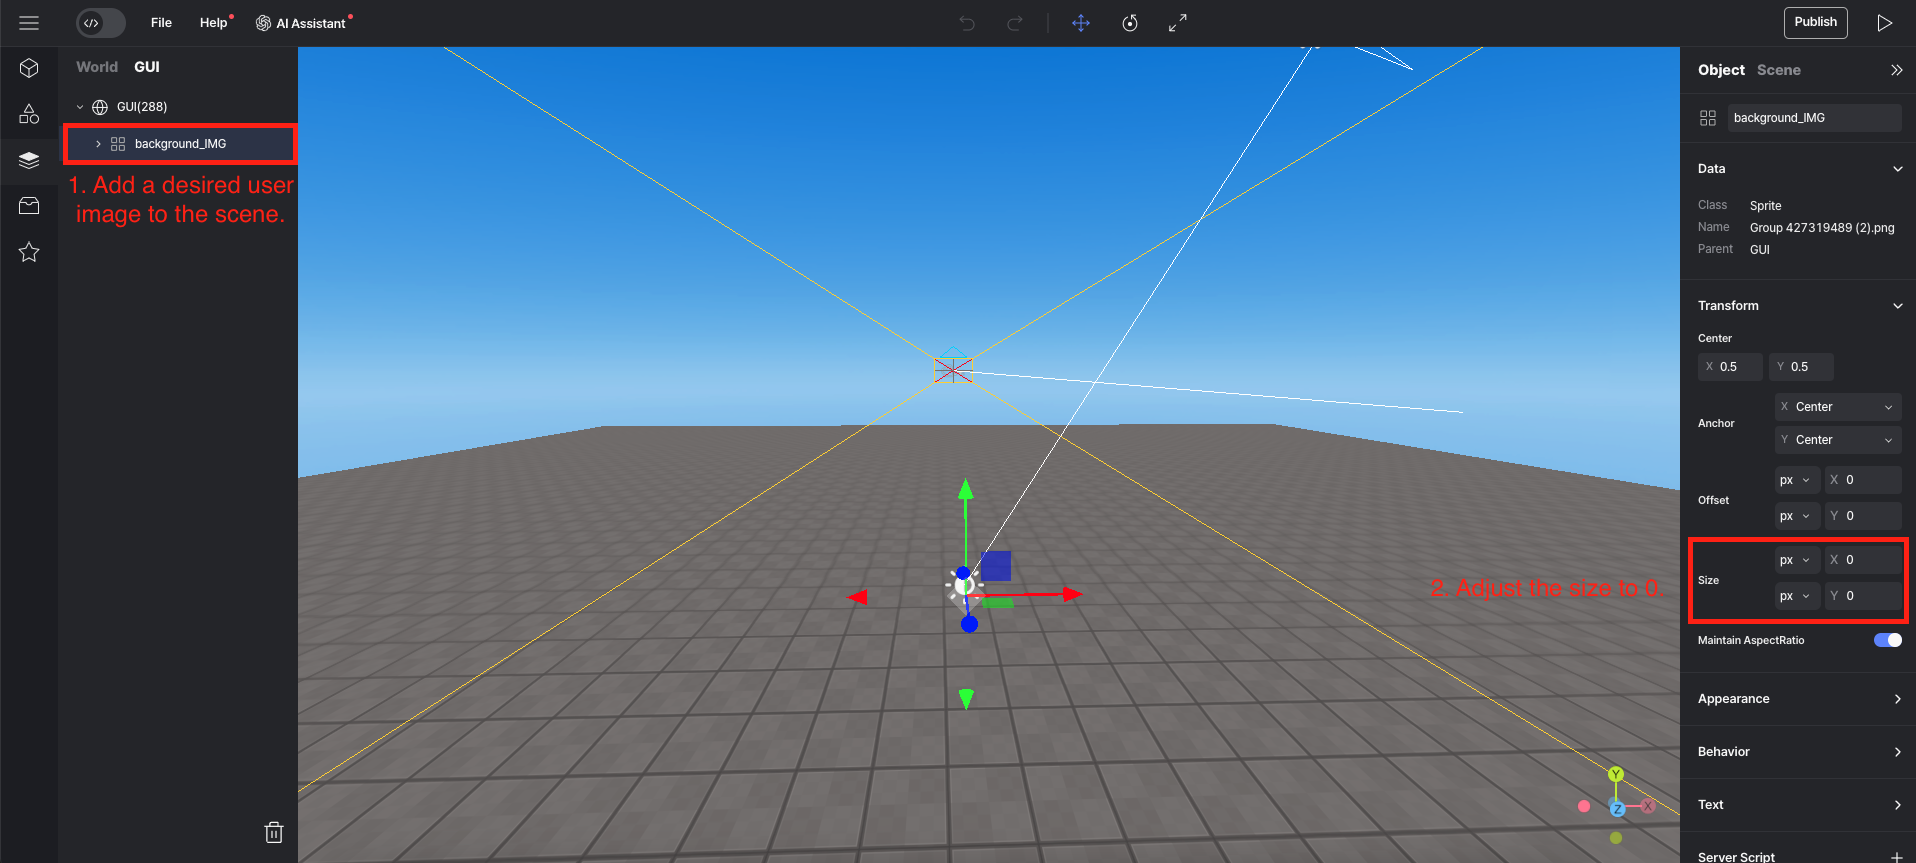 File
Help
AI Assistant
Publish
World GUI
GUI(288)
background_IMG
1. Add a desired user
image to the scene.
Object Scene
background_IMG
Data
Class Sprite
Name Group 427319489 (2).png
Parent GUI
Transform
Center
X 0.5 Y 0.5
Anchor
X Center
Y Center
Offset
px X 0
px Y 0
Size
px X 0
px Y 0
2. Adjust the size to 0.
Maintain AspectRatio
Appearance
Behavior
Text
Server Script
Y
Z
X